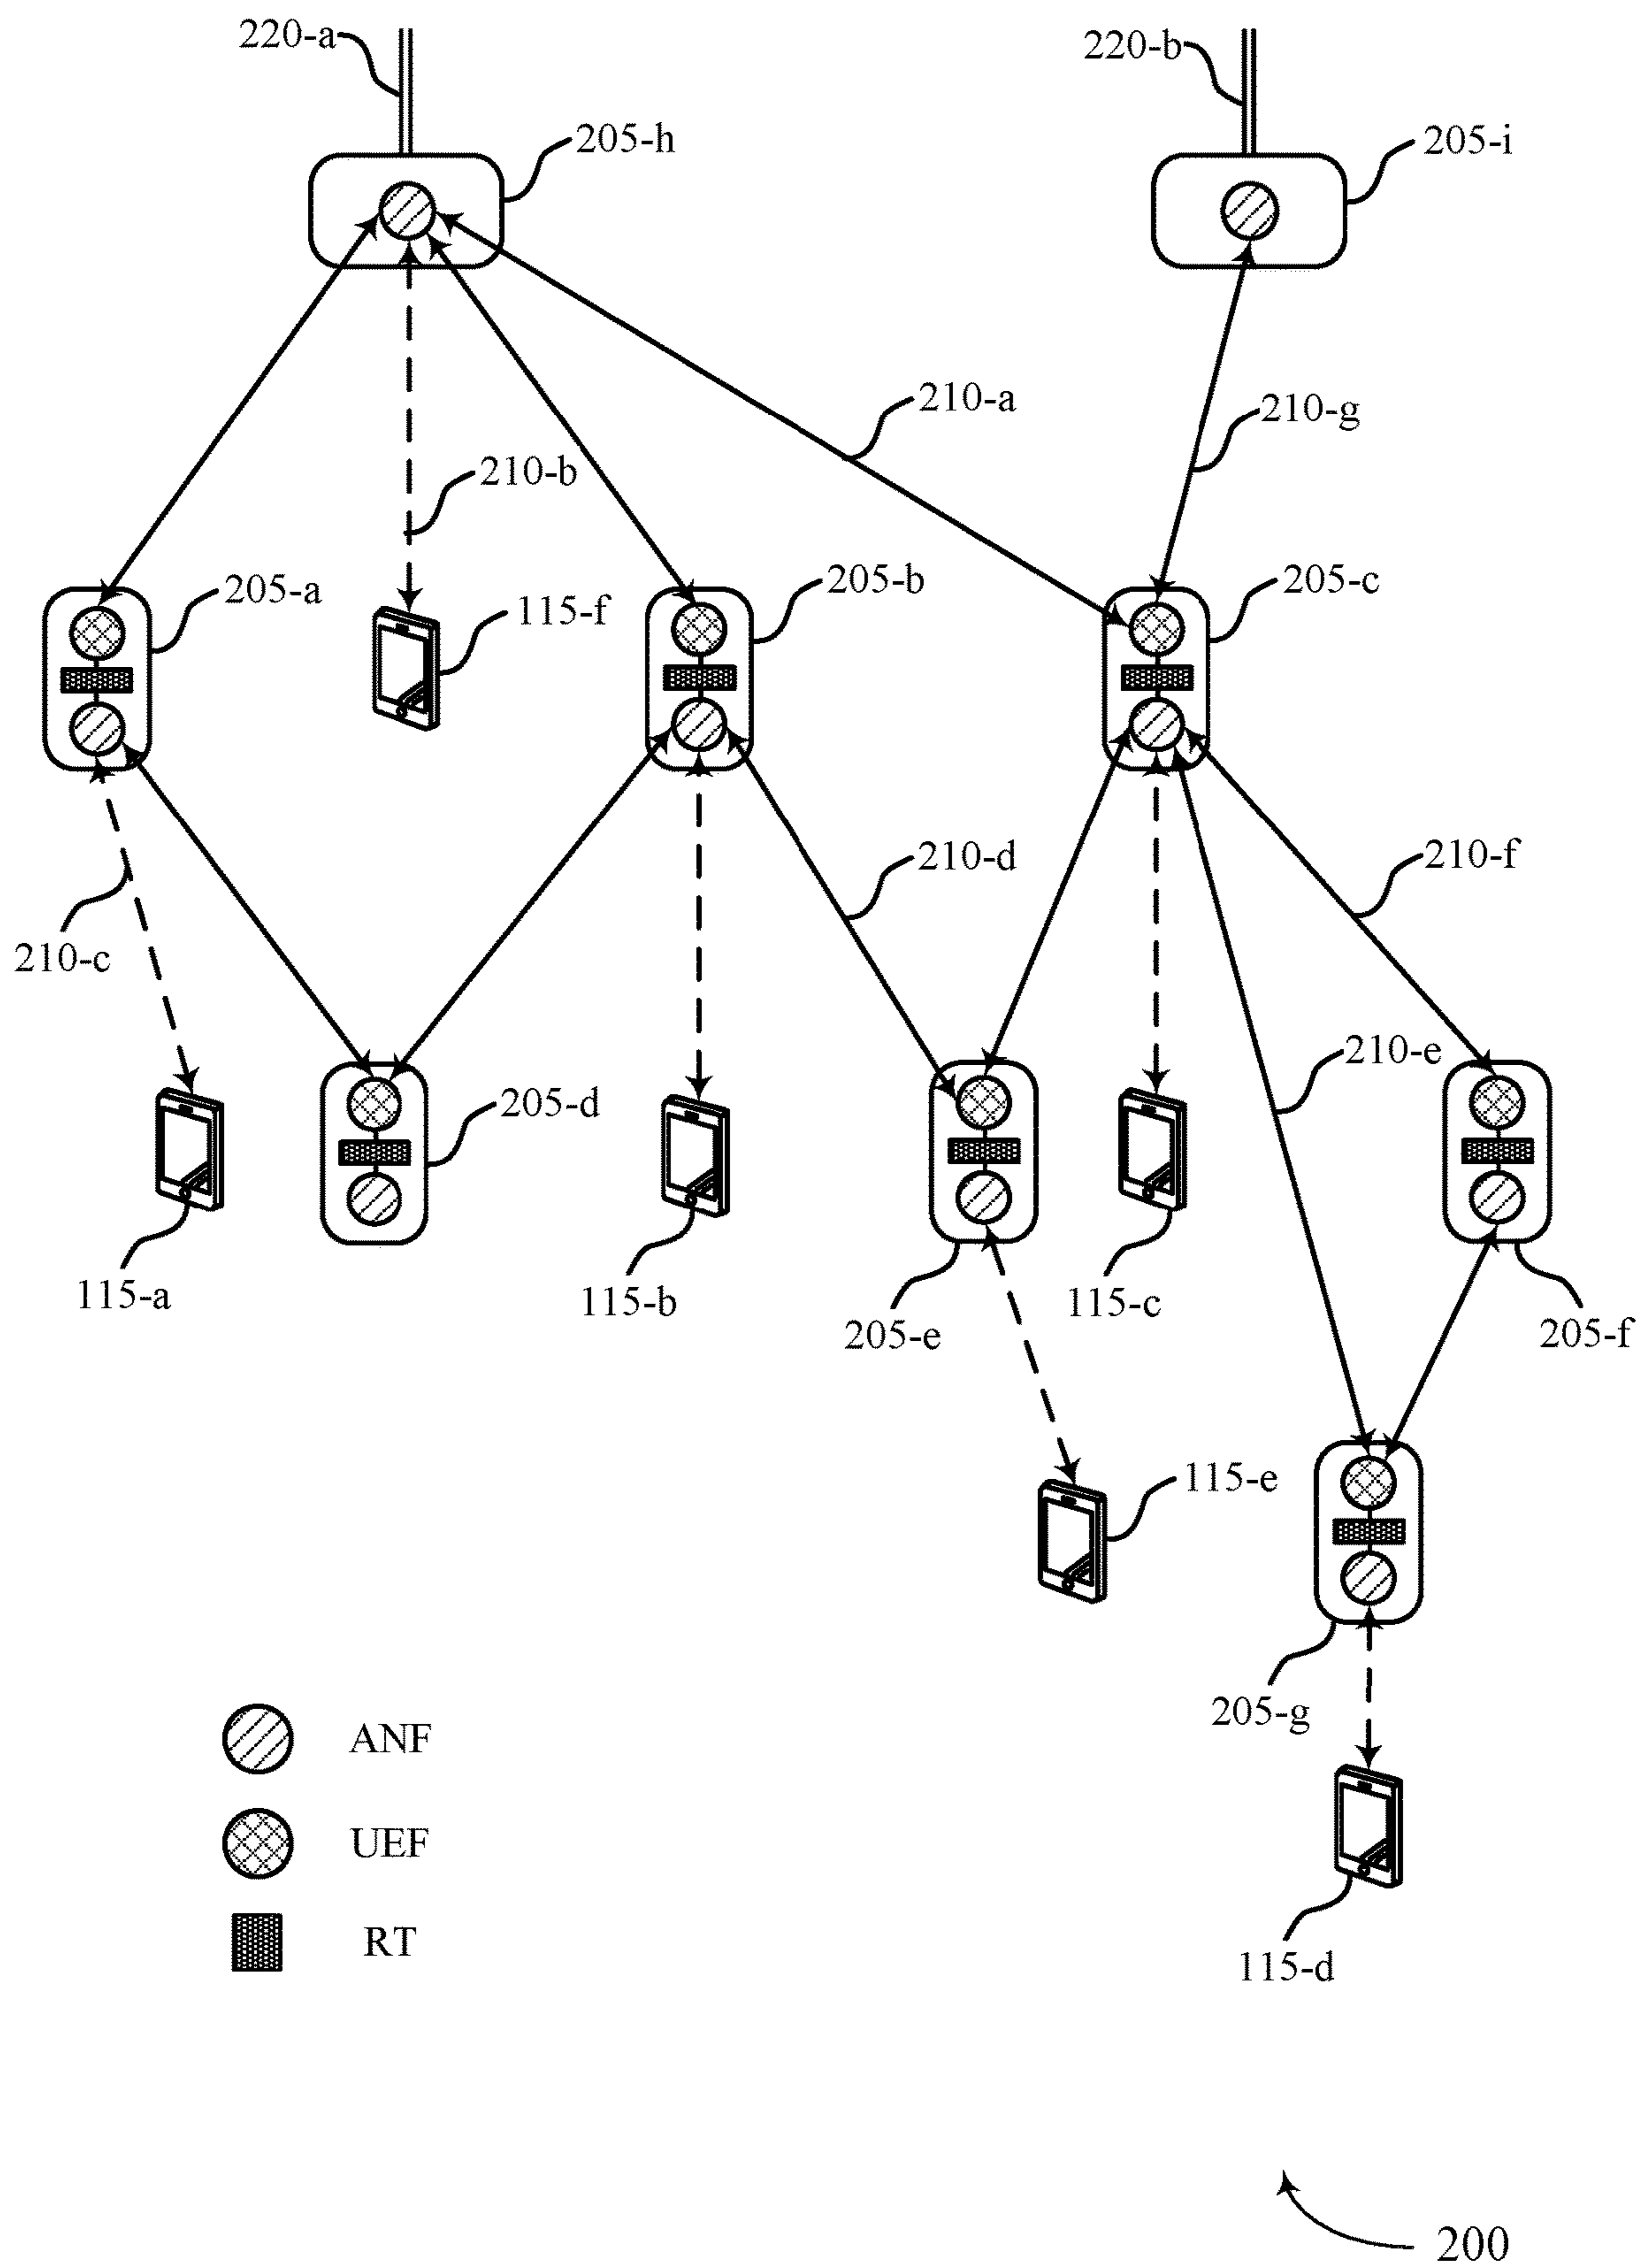 220-a
220-b
205-h
205-i
210-a
210-g
210-b
205-a
115-f
205-b
205-c
210-d
210-f
210-c
210-e
205-d
115-a
115-b
115-c
205-e
205-f
115-e
205-g
ANF
UEF
RT
115-d
200